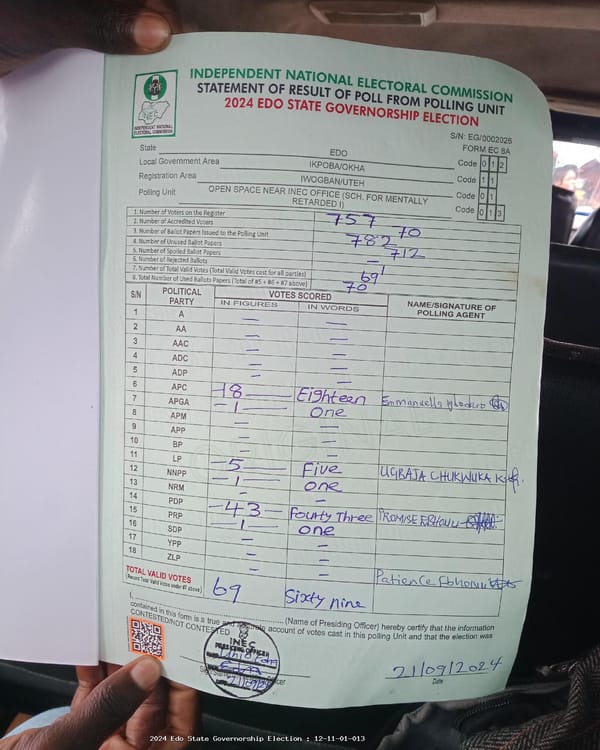 INDEPENDENT NATIONAL ELECTORAL COMMISSION
STATEMENT OF RESULT OF POLL FROM POLLING UNIT
2024 EDO STATE GOVERNORSHIP ELECTION
INEC
INDEPENDENT NATIONAL
ELECTORAL COMMISSION
S/N: EG/0002026
FORM EC 8A
State EDO Code 0 1 2
Local Government Area IKPOBA/OKHA Code 1 1
Registration Area IWOGBAN/UTEH Code 0 1
Polling Unit OPEN SPACE NEAR INEC OFFICE (SCH. FOR MENTALLY RETARDED I) Code 0 1 3
1. Number of Voters on the Register 757
2. Number of Accredited Voters 70
3. Number of Ballot Papers Issued to the Polling Unit 782
4. Number of Unused Ballot Papers 712
5. Number of Spoiled Ballot Papers –
6. Number of Rejected Ballots 1
7. Number of Total Valid Votes (Total Valid Votes cast for all parties) 69
8. Total Number of Used Ballots Papers (Total of #5 + #6 + #7 above) 70
S/N POLITICAL PARTY VOTES SCORED NAME/SIGNATURE OF POLLING AGENT
IN FIGURES IN WORDS
1 A – –
2 AA – –
3 AAC – –
4 ADC – –
5 ADP – –
6 APC 18 Eighteen Emmanuella
7 APGA 1 One
8 APM – –
9 APP – –
10 BP – –
11 LP 5 Five UGBAJA CHUKWUKA
12 NNPP 1 One
13 NRM – –
14 PDP 43 Fourty Three PROMISE
15 PRP 1 One
16 SDP – –
17 YPP – –
18 ZLP – – Patience
TOTAL VALID VOTES 69 Sixty nine
(Record Total Valid Votes under #7 above)
I, (Name of Presiding Officer) hereby certify that the information
contained in this form is a true and account of votes cast in this polling Unit and that the election was
CONTESTED/NOT CONTESTED
INEC
PRESIDING OFFICER
21/09/2024
Date
2024 Edo State Governorship Election : 12-11-01-013